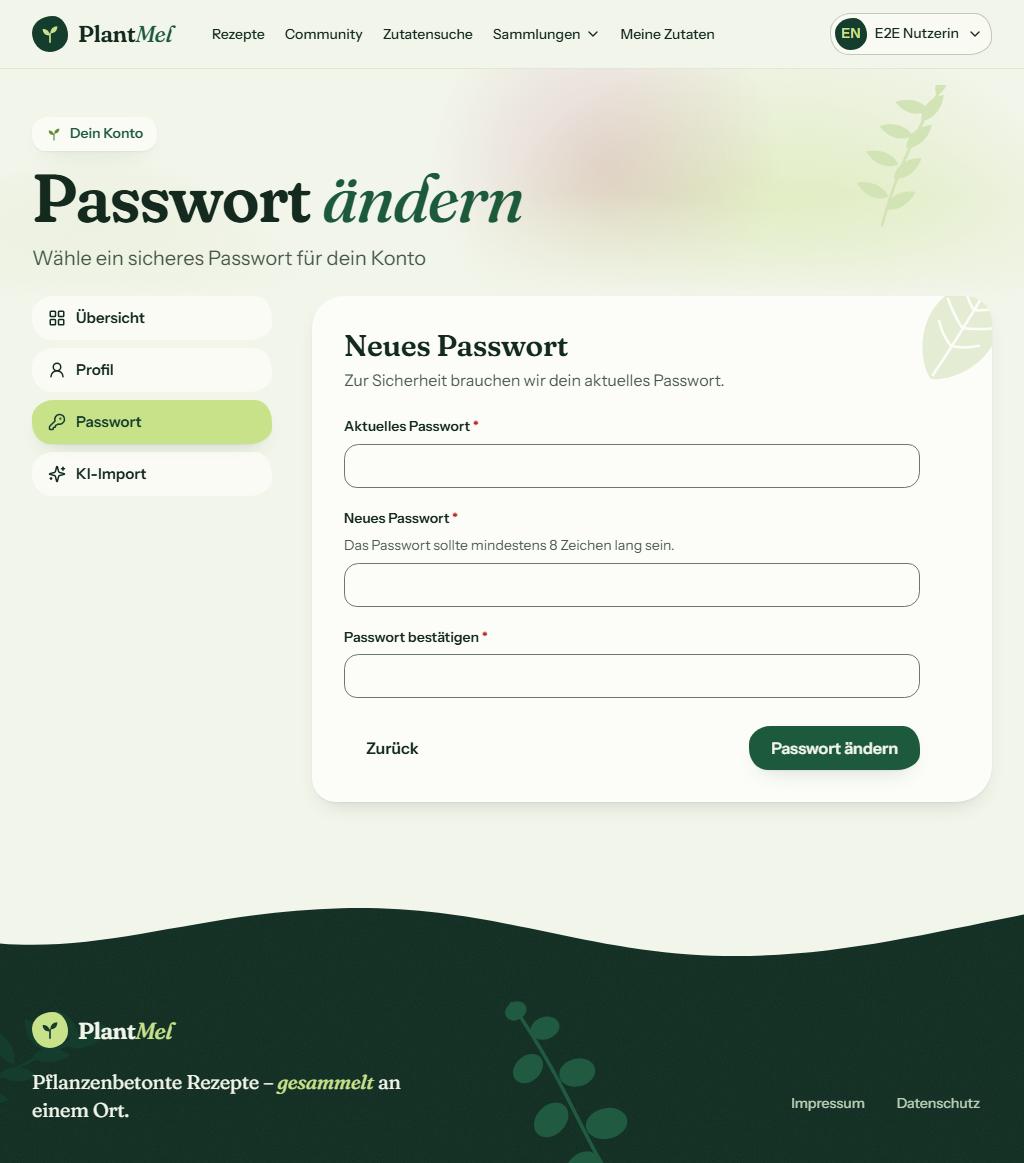 PlantMel
Rezepte
Community
Zutatensuche
Sammlungen
Meine Zutaten
EN
E2E Nutzerin
Dein Konto
Passwort ändern
Wähle ein sicheres Passwort für dein Konto
Übersicht
Profil
Passwort
KI-Import
Neues Passwort
Zur Sicherheit brauchen wir dein aktuelles Passwort.
Aktuelles Passwort *
Neues Passwort *
Das Passwort sollte mindestens 8 Zeichen lang sein.
Passwort bestätigen *
Zurück
Passwort ändern
PlantMel
Pflanzenbetonte Rezepte – gesammelt an
einem Ort.
Impressum
Datenschutz